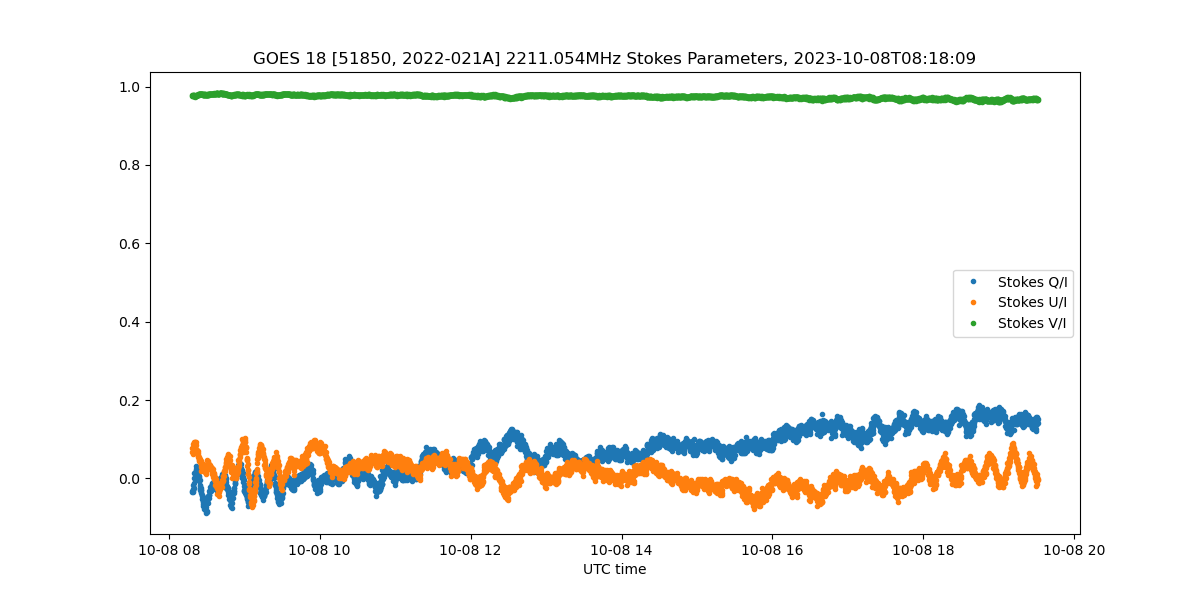 GOES 18 [51850, 2022-021A] 2211.054MHz Stokes Parameters, 2023-10-08T08:18:09
1.0
0.8
0.6
0.4
0.2
0.0
Stokes Q/I
Stokes U/I
Stokes V/I
10-08 08
10-08 10
10-08 12
10-08 14
10-08 16
10-08 18
10-08 20
UTC time